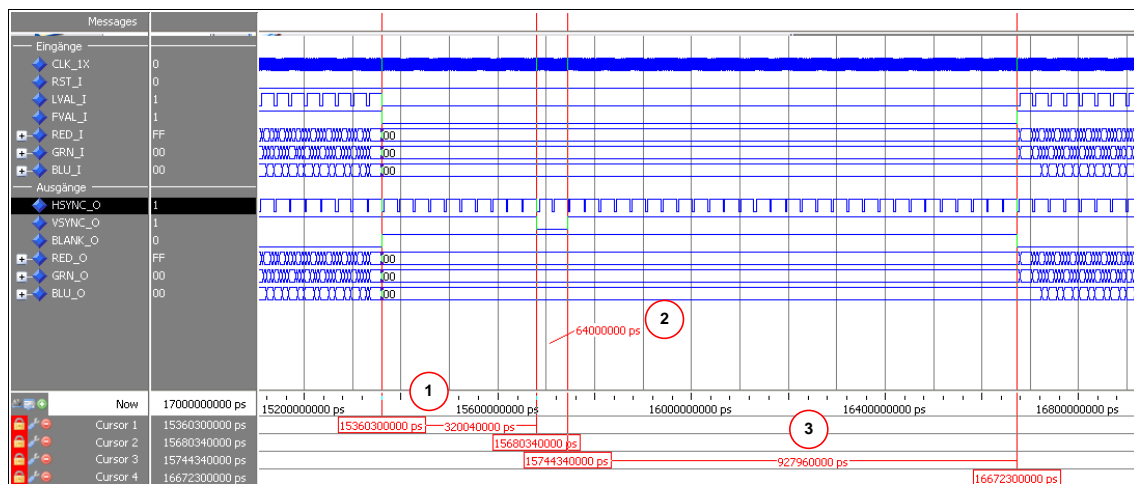 Messages
Eingänge
CLK_1X 0
RST_I 0
LVAL_I 1
FVAL_I 1
RED_I FF 00
GRN_I 00 00
BLU_I 00 00
Ausgänge
HSYNC_O 1
VSYNC_O 1
BLANK_O 0
RED_O FF 00
GRN_O 00 00
BLU_O 00 00
2
64000000 ps
1
Now 17000000000 ps 15200000000 ps 15600000000 ps 16000000000 ps 16400000000 ps 16800000000 ps
Cursor 1 15360300000 ps 15360300000 ps 320040000 ps
3
Cursor 2 15680340000 ps 15680340000 ps
Cursor 3 15744340000 ps 15744340000 ps 927960000 ps
Cursor 4 16672300000 ps 16672300000 ps